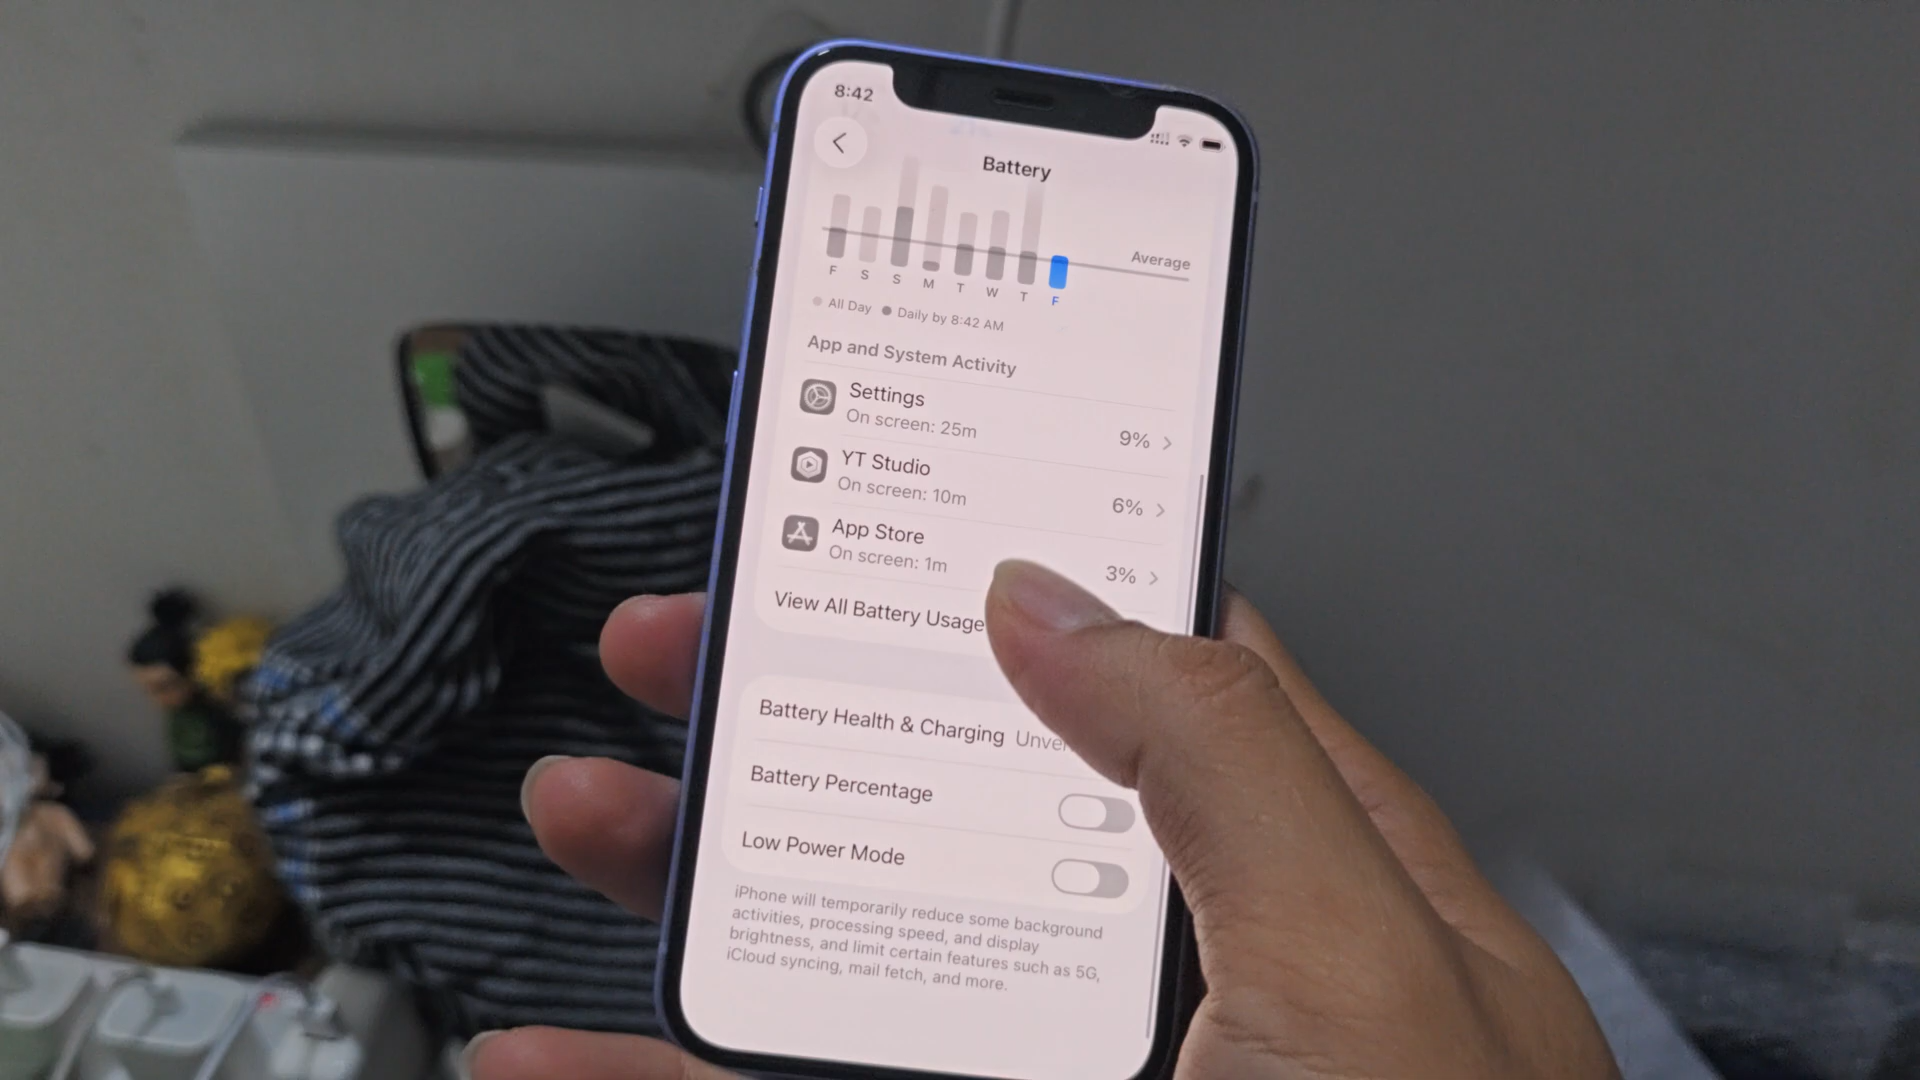 8:42
Battery
Average
F S S M T W T F
All Day Daily by 8:42 AM
App and System Activity
Settings
On screen: 25m
9%
YT Studio
On screen: 10m
6%
App Store
On screen: 1m
3%
View All Battery Usage
Battery Health & Charging
Battery Percentage
Low Power Mode
iPhone will temporarily reduce some background
activities, processing speed, and display
brightness, and limit certain features such as 5G,
iCloud syncing, mail fetch, and more.